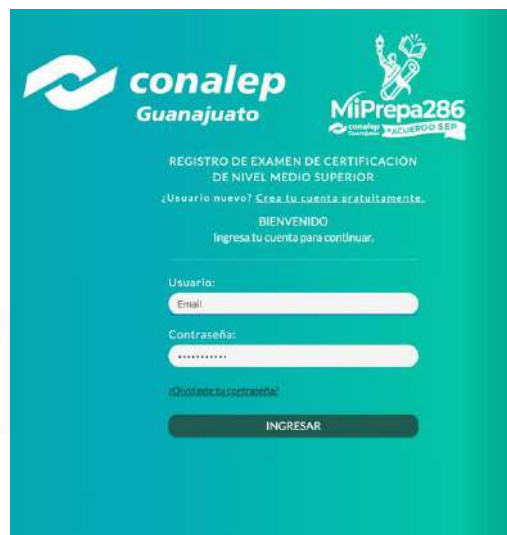 conalep
Guanajuato
MiPrepa286
conalep
Guanajuato
*ACUERDO SEP
REGISTRO DE EXAMEN DE CERTIFICACIÓN
DE NIVEL MEDIO SUPERIOR
¿Usuario nuevo? Crea tu cuenta gratuitamente.
BIENVENIDO
Ingresa tu cuenta para continuar.
Usuario:
Email
Contraseña:
•••••••••••
¿Olvidaste tu contraseña?
INGRESAR